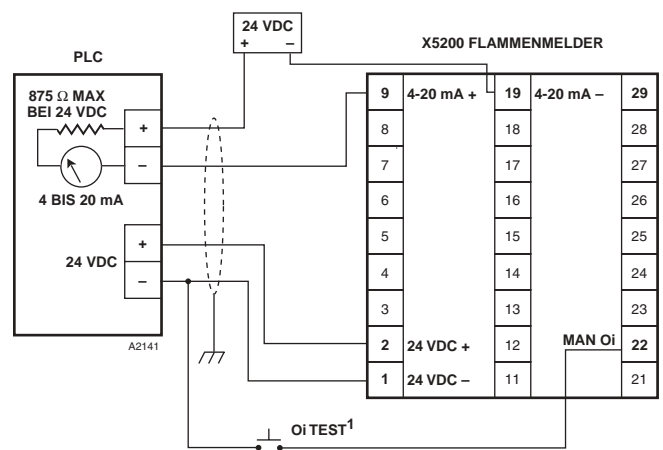 24 VDC
+ –
PLC
X5200 FLAMMENMELDER
875 Ω MAX
BEI 24 VDC
+
–
4 BIS 20 mA
24 VDC
+
–
A2141
9 4-20 mA + 19 4-20 mA – 29
8 18 28
7 17 27
6 16 26
5 15 25
4 14 24
3 13 23
2 24 VDC + 12 MAN Oi 22
1 24 VDC – 11 21
Oi TEST1